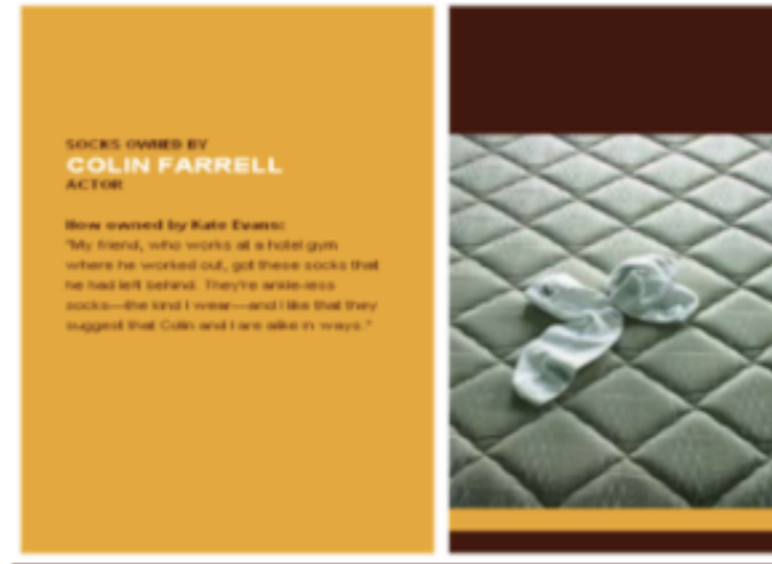 SOCKS OWNED BY
COLIN FARRELL
ACTOR
Now owned by Kate Evans:
"My friend, who works at a hotel gym
where he worked out, got these socks that
he had left behind. They're ankle-less
socks—the kind I wear—and I like that they
suggest that Colin and I are alike in ways."